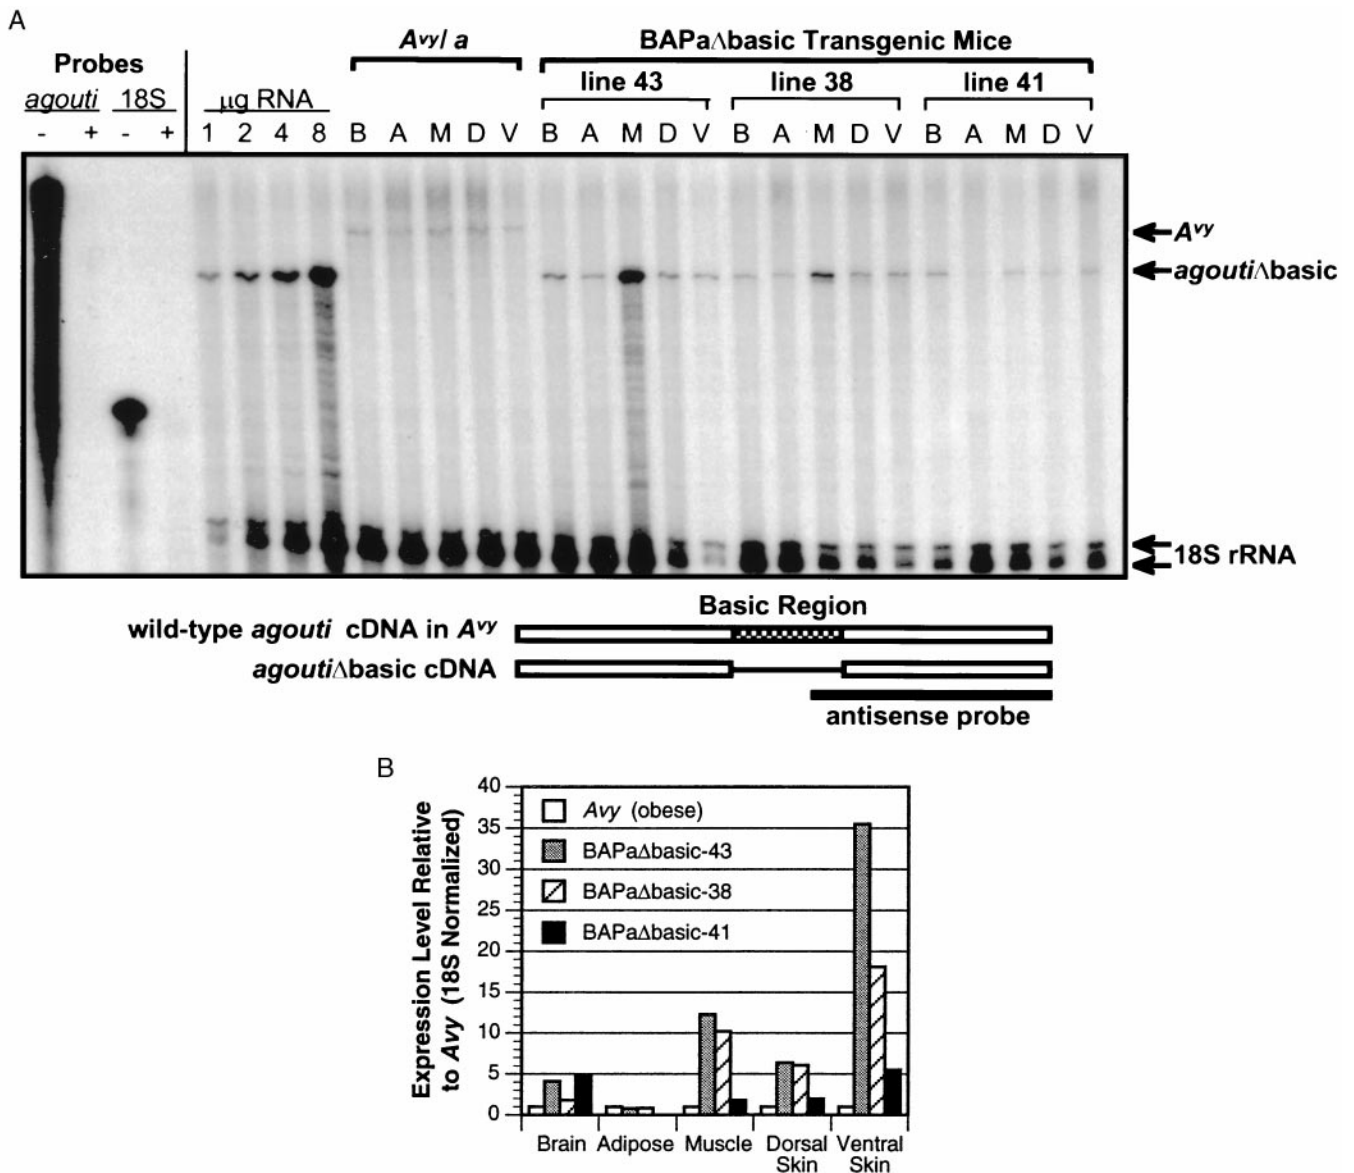 A
Probes
agouti 18S
- + - +
μg RNA
1 2 4 8
Avy/ a
B A M D V
BAPaΔbasic Transgenic Mice
line 43 line 38 line 41
B A M D V B A M D V B A M D V
Avy
agoutiΔbasic
18S rRNA
Basic Region
wild-type agouti cDNA in Avy
agoutiΔbasic cDNA
antisense probe
B
Expression Level Relative
to Avy (18S Normalized)
40
35
30
25
20
15
10
5
0
Avy (obese)
BAPaΔbasic-43
BAPaΔbasic-38
BAPaΔbasic-41
Brain Adipose Muscle Dorsal Skin Ventral Skin